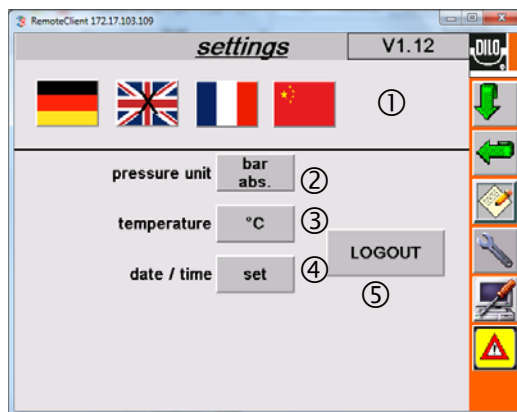 RemoteClient 172.17.103.109
settings
V1.12
DILO
①
pressure unit
bar
abs.
②
temperature
°C
③
LOGOUT
date / time
set
④
⑤